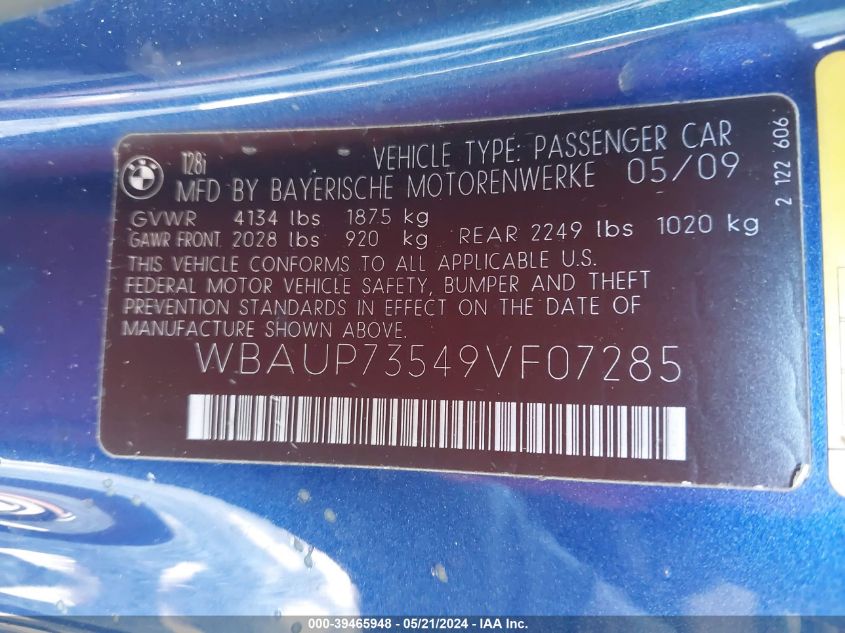 BMW
128i VEHICLE TYPE: PASSENGER CAR
MFD BY BAYERISCHE MOTORENWERKE 05/09
GVWR 4134 lbs 1875 kg
GAWR FRONT 2028 lbs 920 kg REAR 2249 lbs 1020 kg
THIS VEHICLE CONFORMS TO ALL APPLICABLE U.S.
FEDERAL MOTOR VEHICLE SAFETY, BUMPER AND THEFT
PREVENTION STANDARDS IN EFFECT ON THE DATE OF
MANUFACTURE SHOWN ABOVE.
WBAUP73549VF07285
2 122 606
000-39465948 - 05/21/2024 - IAA Inc.